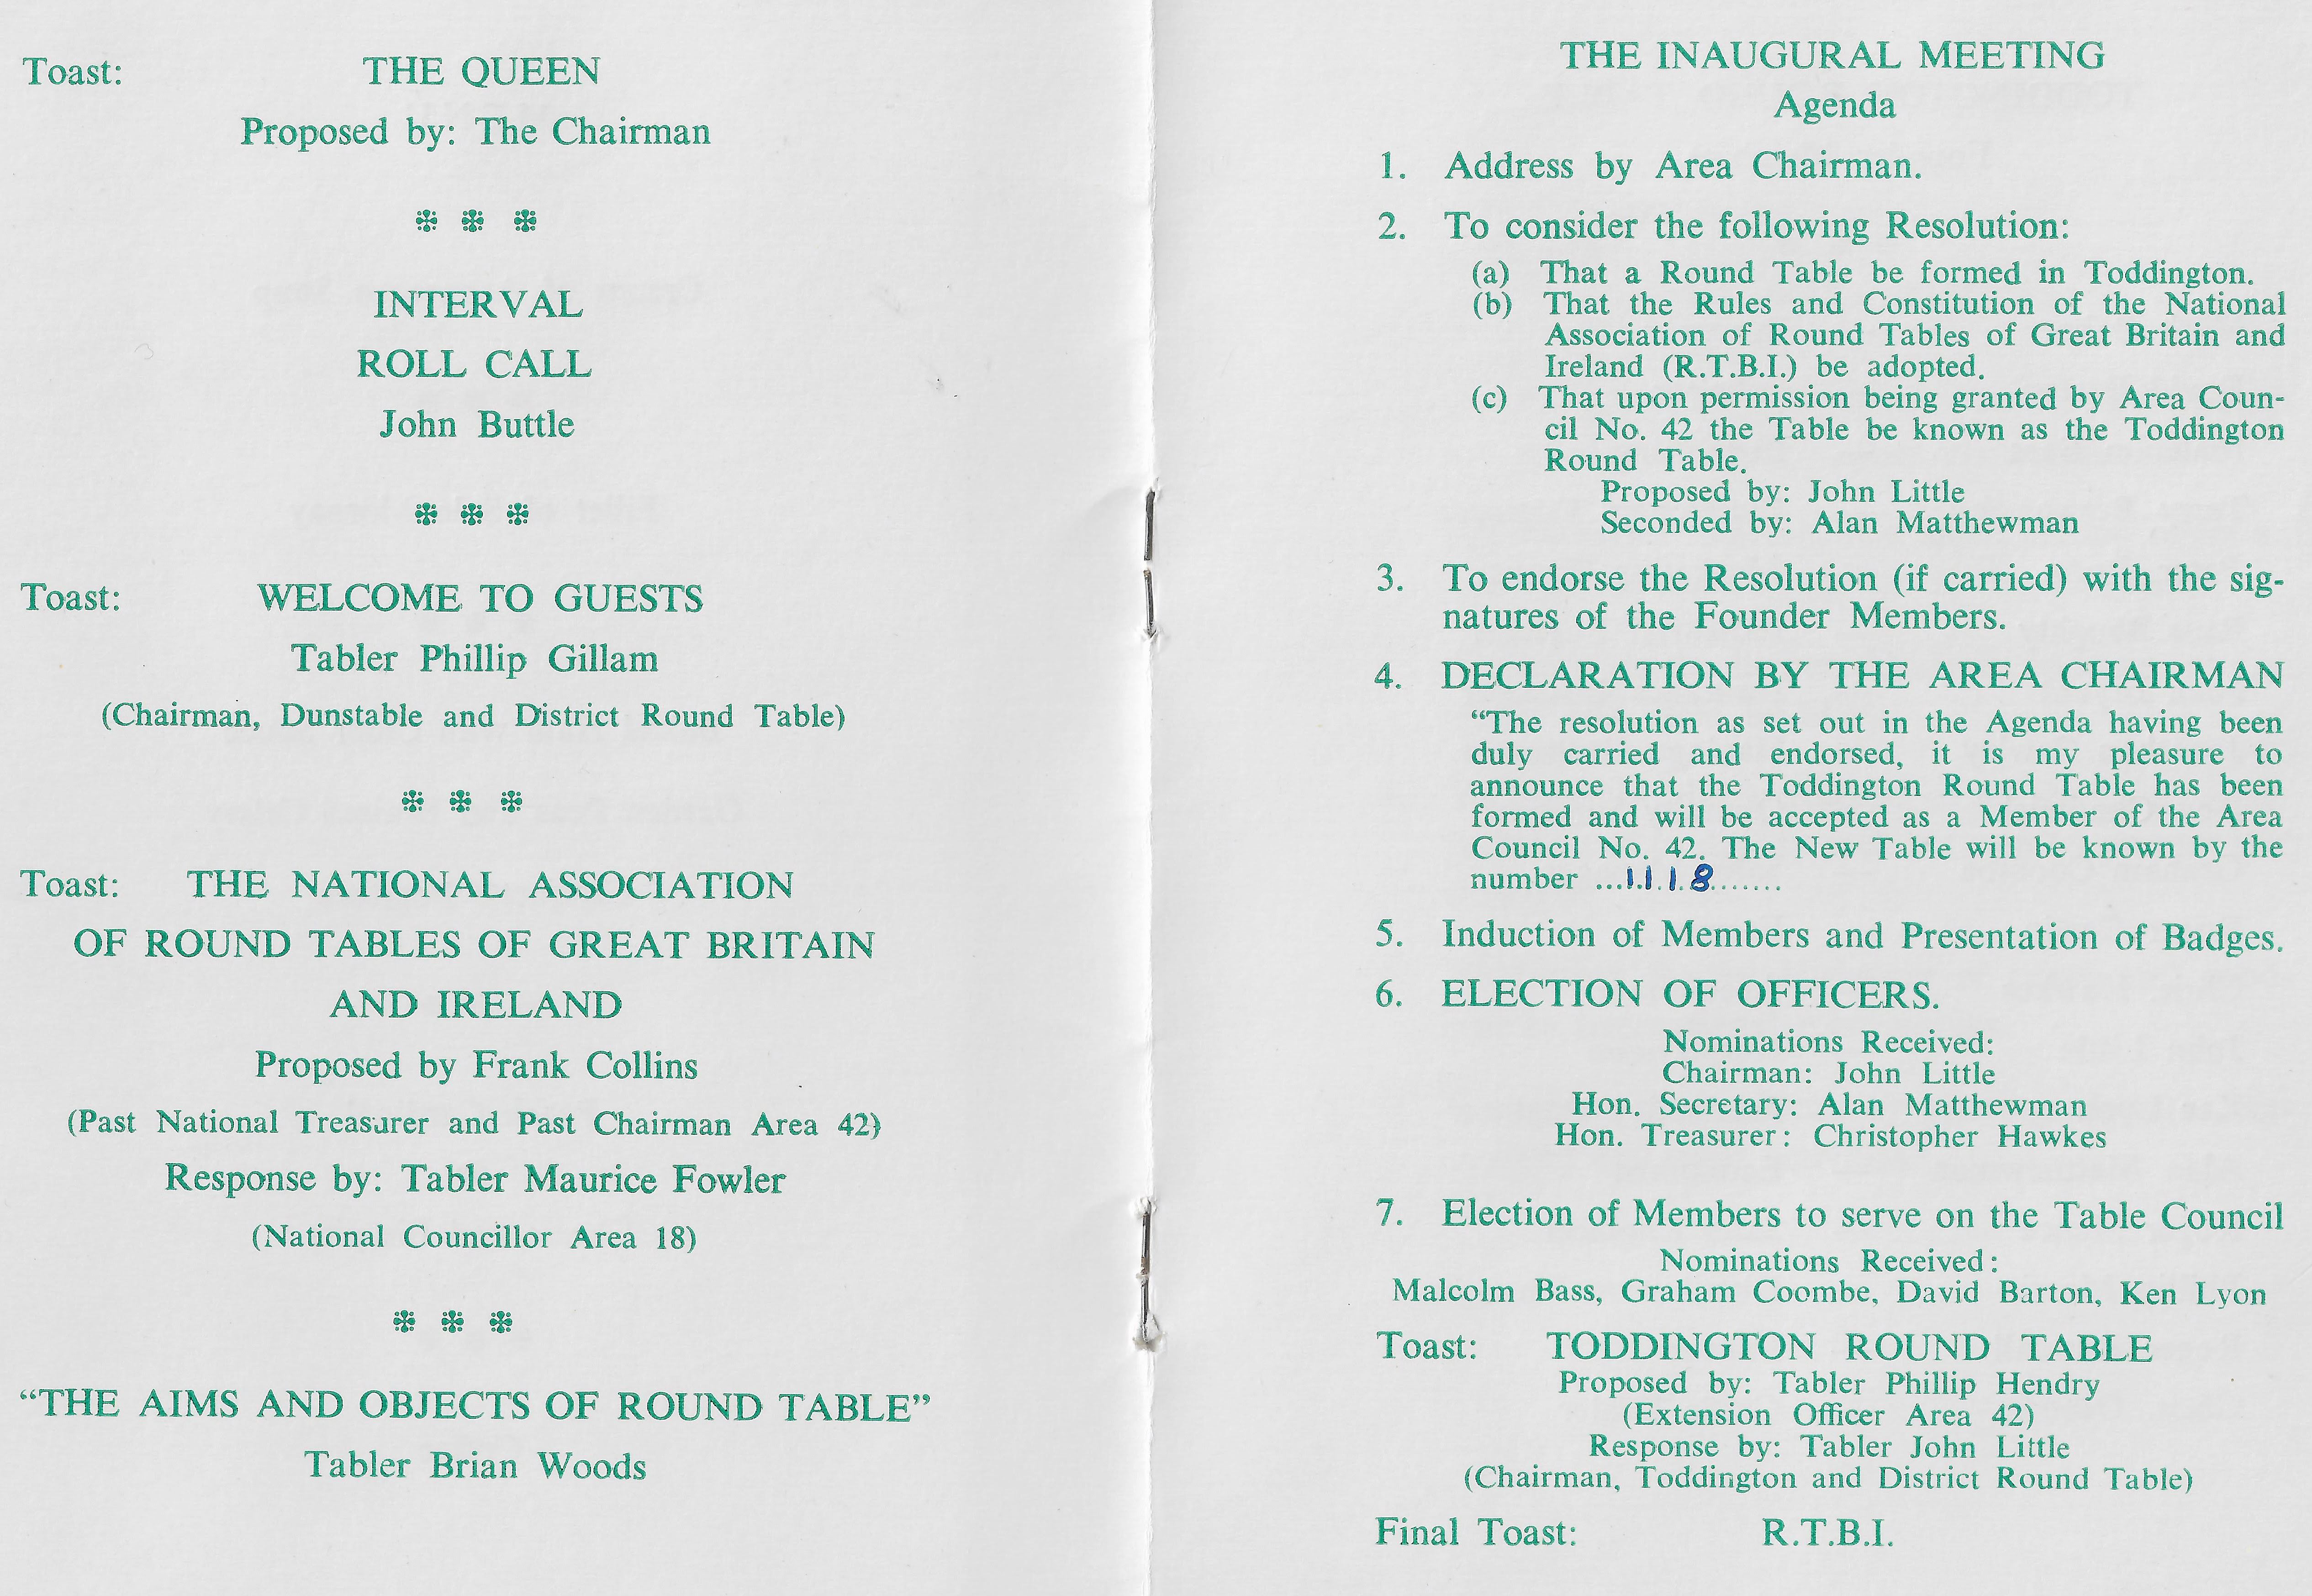 Toast: THE QUEEN
Proposed by: The Chairman
INTERVAL
ROLL CALL
John Buttle
Toast: WELCOME TO GUESTS
Tabler Phillip Gillam
(Chairman, Dunstable and District Round Table)
Toast: THE NATIONAL ASSOCIATION
OF ROUND TABLES OF GREAT BRITAIN
AND IRELAND
Proposed by Frank Collins
(Past National Treasurer and Past Chairman Area 42)
Response by: Tabler Maurice Fowler
(National Councillor Area 18)
"THE AIMS AND OBJECTS OF ROUND TABLE"
Tabler Brian Woods
THE INAUGURAL MEETING
Agenda
1. Address by Area Chairman.
2. To consider the following Resolution:
(a) That a Round Table be formed in Toddington.
(b) That the Rules and Constitution of the National
Association of Round Tables of Great Britain and
Ireland (R.T.B.I.) be adopted.
(c) That upon permission being granted by Area Coun-
cil No. 42 the Table be known as the Toddington
Round Table.
Proposed by: John Little
Seconded by: Alan Matthewman
3. To endorse the Resolution (if carried) with the sig-
natures of the Founder Members.
4. DECLARATION BY THE AREA CHAIRMAN
"The resolution as set out in the Agenda having been
duly carried and endorsed, it is my pleasure to
announce that the Toddington Round Table has been
formed and will be accepted as a Member of the Area
Council No. 42. The New Table will be known by the
number ...1118.......
5. Induction of Members and Presentation of Badges.
6. ELECTION OF OFFICERS.
Nominations Received:
Chairman: John Little
Hon. Secretary: Alan Matthewman
Hon. Treasurer: Christopher Hawkes
7. Election of Members to serve on the Table Council
Nominations Received:
Malcolm Bass, Graham Coombe, David Barton, Ken Lyon
Toast: TODDINGTON ROUND TABLE
Proposed by: Tabler Phillip Hendry
(Extension Officer Area 42)
Response by: Tabler John Little
(Chairman, Toddington and District Round Table)
Final Toast: R.T.B.I.